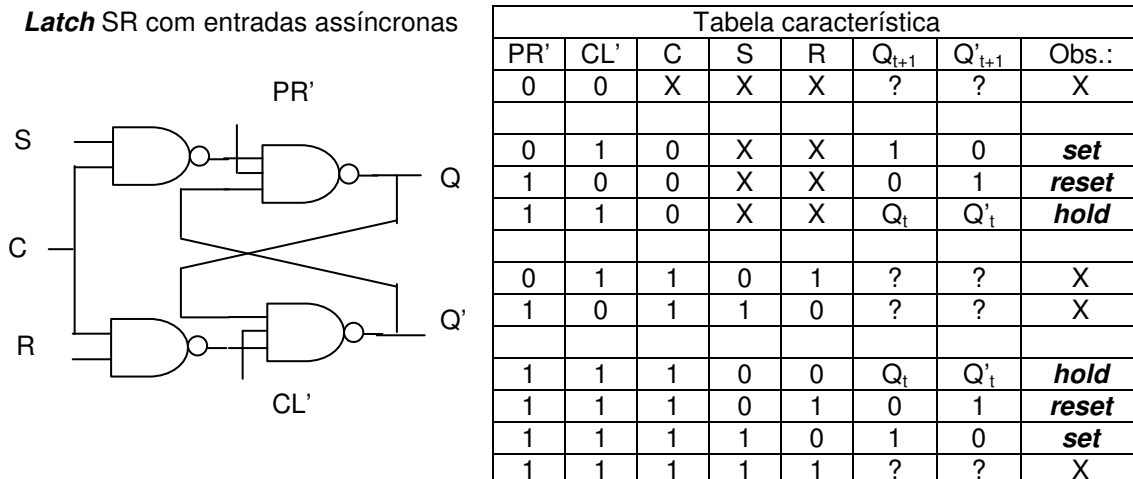 Latch SR com entradas assíncronas
PR’
S
Q
C
Q’
R
CL’
Tabela característica
PR’ CL’ C S R Qt+1 Q’t+1 Obs.:
0 0 X X X ? ? X
0 1 0 X X 1 0 set
1 0 0 X X 0 1 reset
1 1 0 X X Qt Q’t hold
0 1 1 0 1 ? ? X
1 0 1 1 0 ? ? X
1 1 1 0 0 Qt Q’t hold
1 1 1 0 1 0 1 reset
1 1 1 1 0 1 0 set
1 1 1 1 1 ? ? X